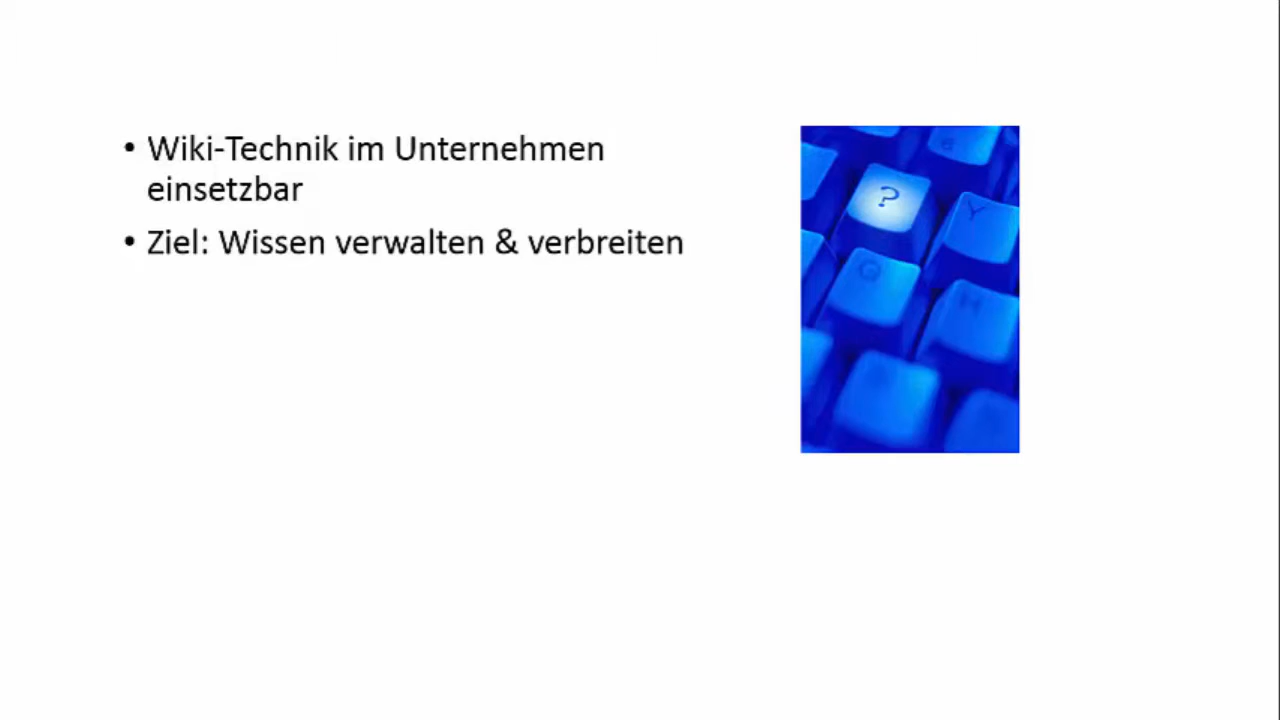 • Wiki-Technik im Unternehmen
einsetzbar
• Ziel: Wissen verwalten & verbreiten
?
Y
G
H